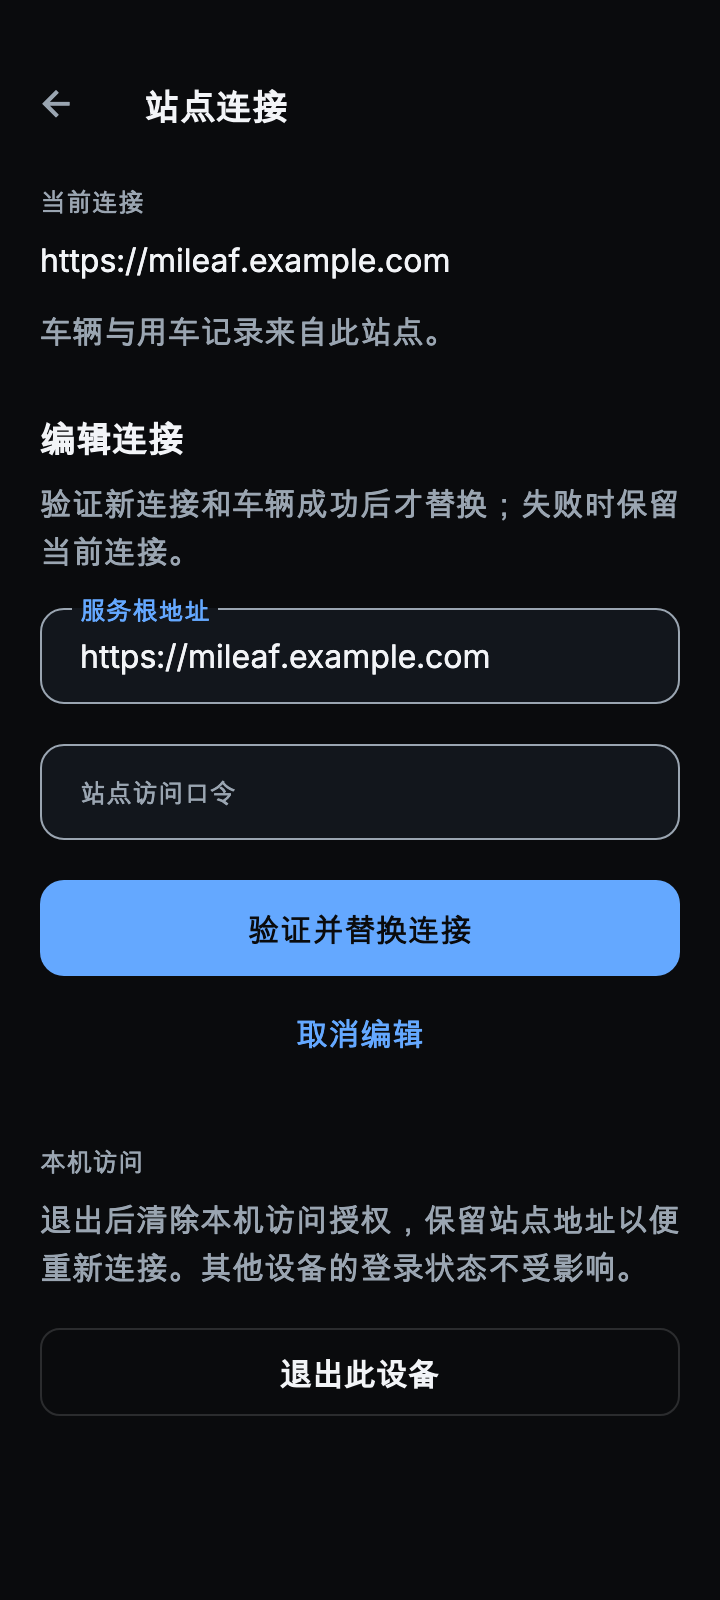 站点连接
当前连接
https://mileaf.example.com
车辆与用车记录来自此站点。
编辑连接
验证新连接和车辆成功后才替换；失败时保留
当前连接。
服务根地址
https://mileaf.example.com
站点访问口令
验证并替换连接
取消编辑
本机访问
退出后清除本机访问授权，保留站点地址以便
重新连接。其他设备的登录状态不受影响。
退出此设备